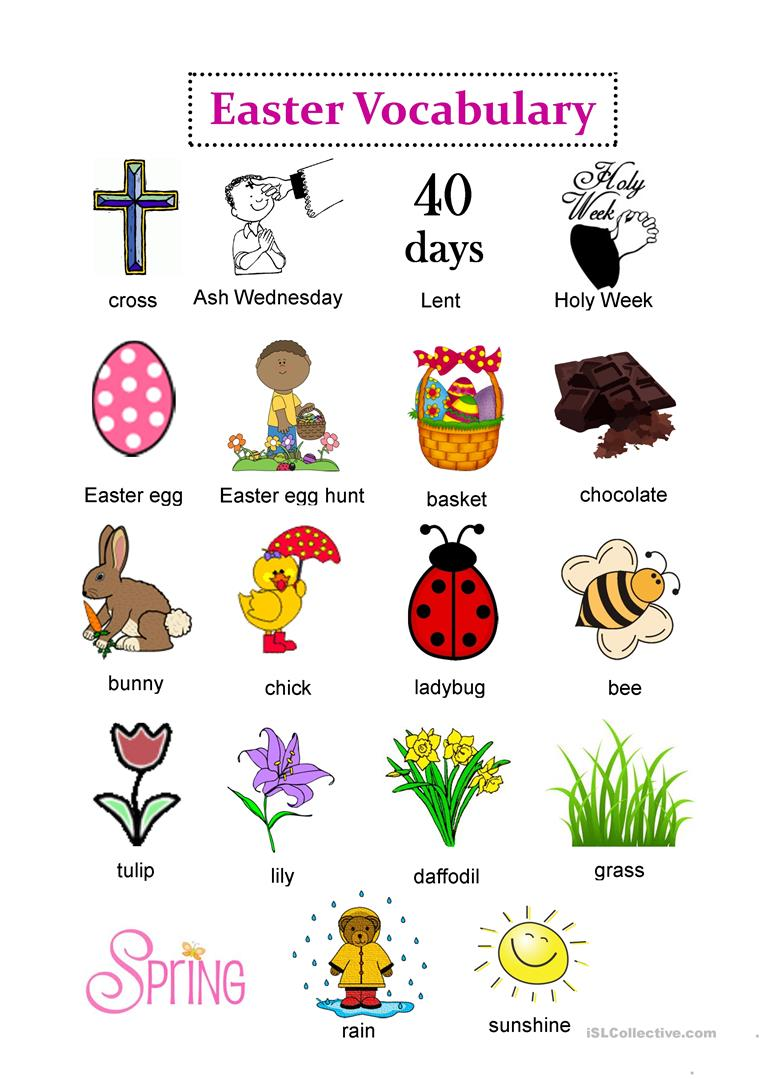 Easter Vocabulary
40
days
Holy
Week
cross
Ash Wednesday
Lent
Holy Week
Easter egg
Easter egg hunt
basket
chocolate
bunny
chick
ladybug
bee
tulip
lily
daffodil
grass
SPRING
rain
sunshine
iSLCollective.com